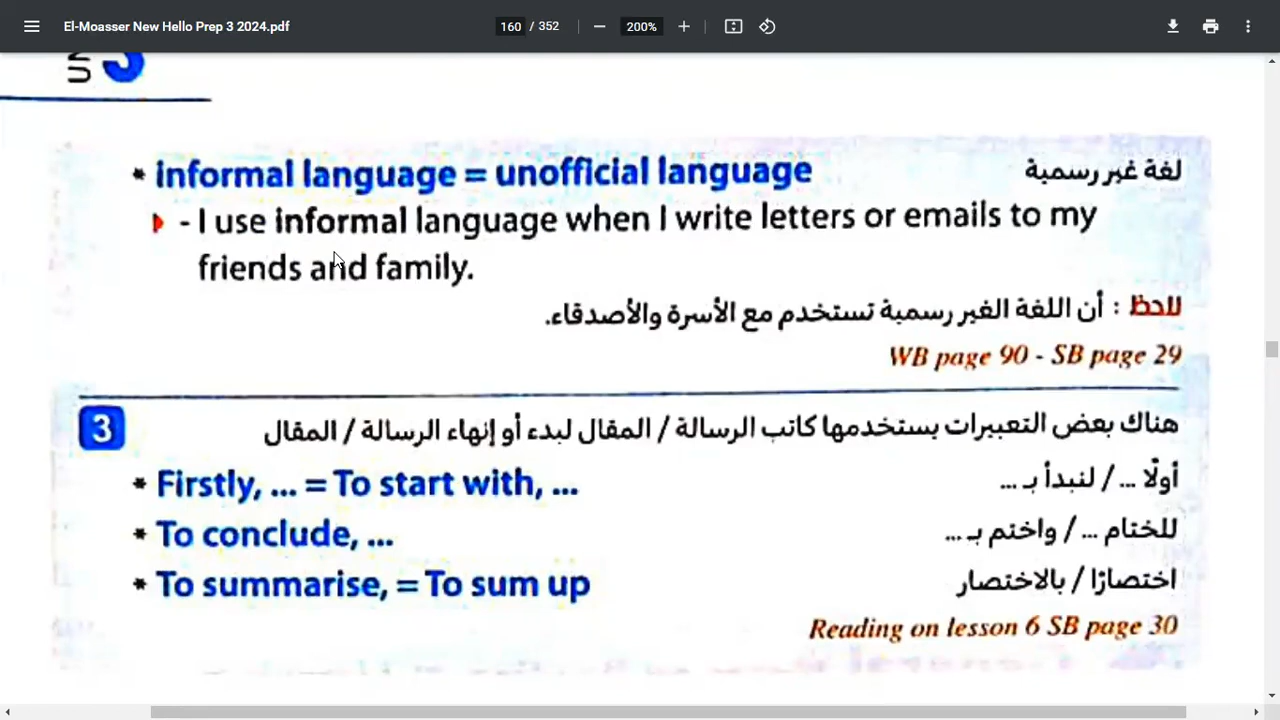 El-Moasser New Hello Prep 3 2024.pdf
160 / 352
200%
3
* informal language = unofficial language لغة غير رسمية
- I use informal language when I write letters or emails to my
friends and family.
للحظ : أن اللغة الغير رسمية تستخدم مع الأسرة والأصدقاء.
WB page 90 - SB page 29
3 هناك بعض التعبيرات يستخدمها كاتب الرسالة / المقال لبدء أو إنهاء الرسالة / المقال
* Firstly, ... = To start with, ... أولًا ... / لنبدأ بـ ...
* To conclude, ... للختام ... / واختم بـ ...
* To summarise, = To sum up اختصارًا / بالاختصار
Reading on lesson 6 SB page 30